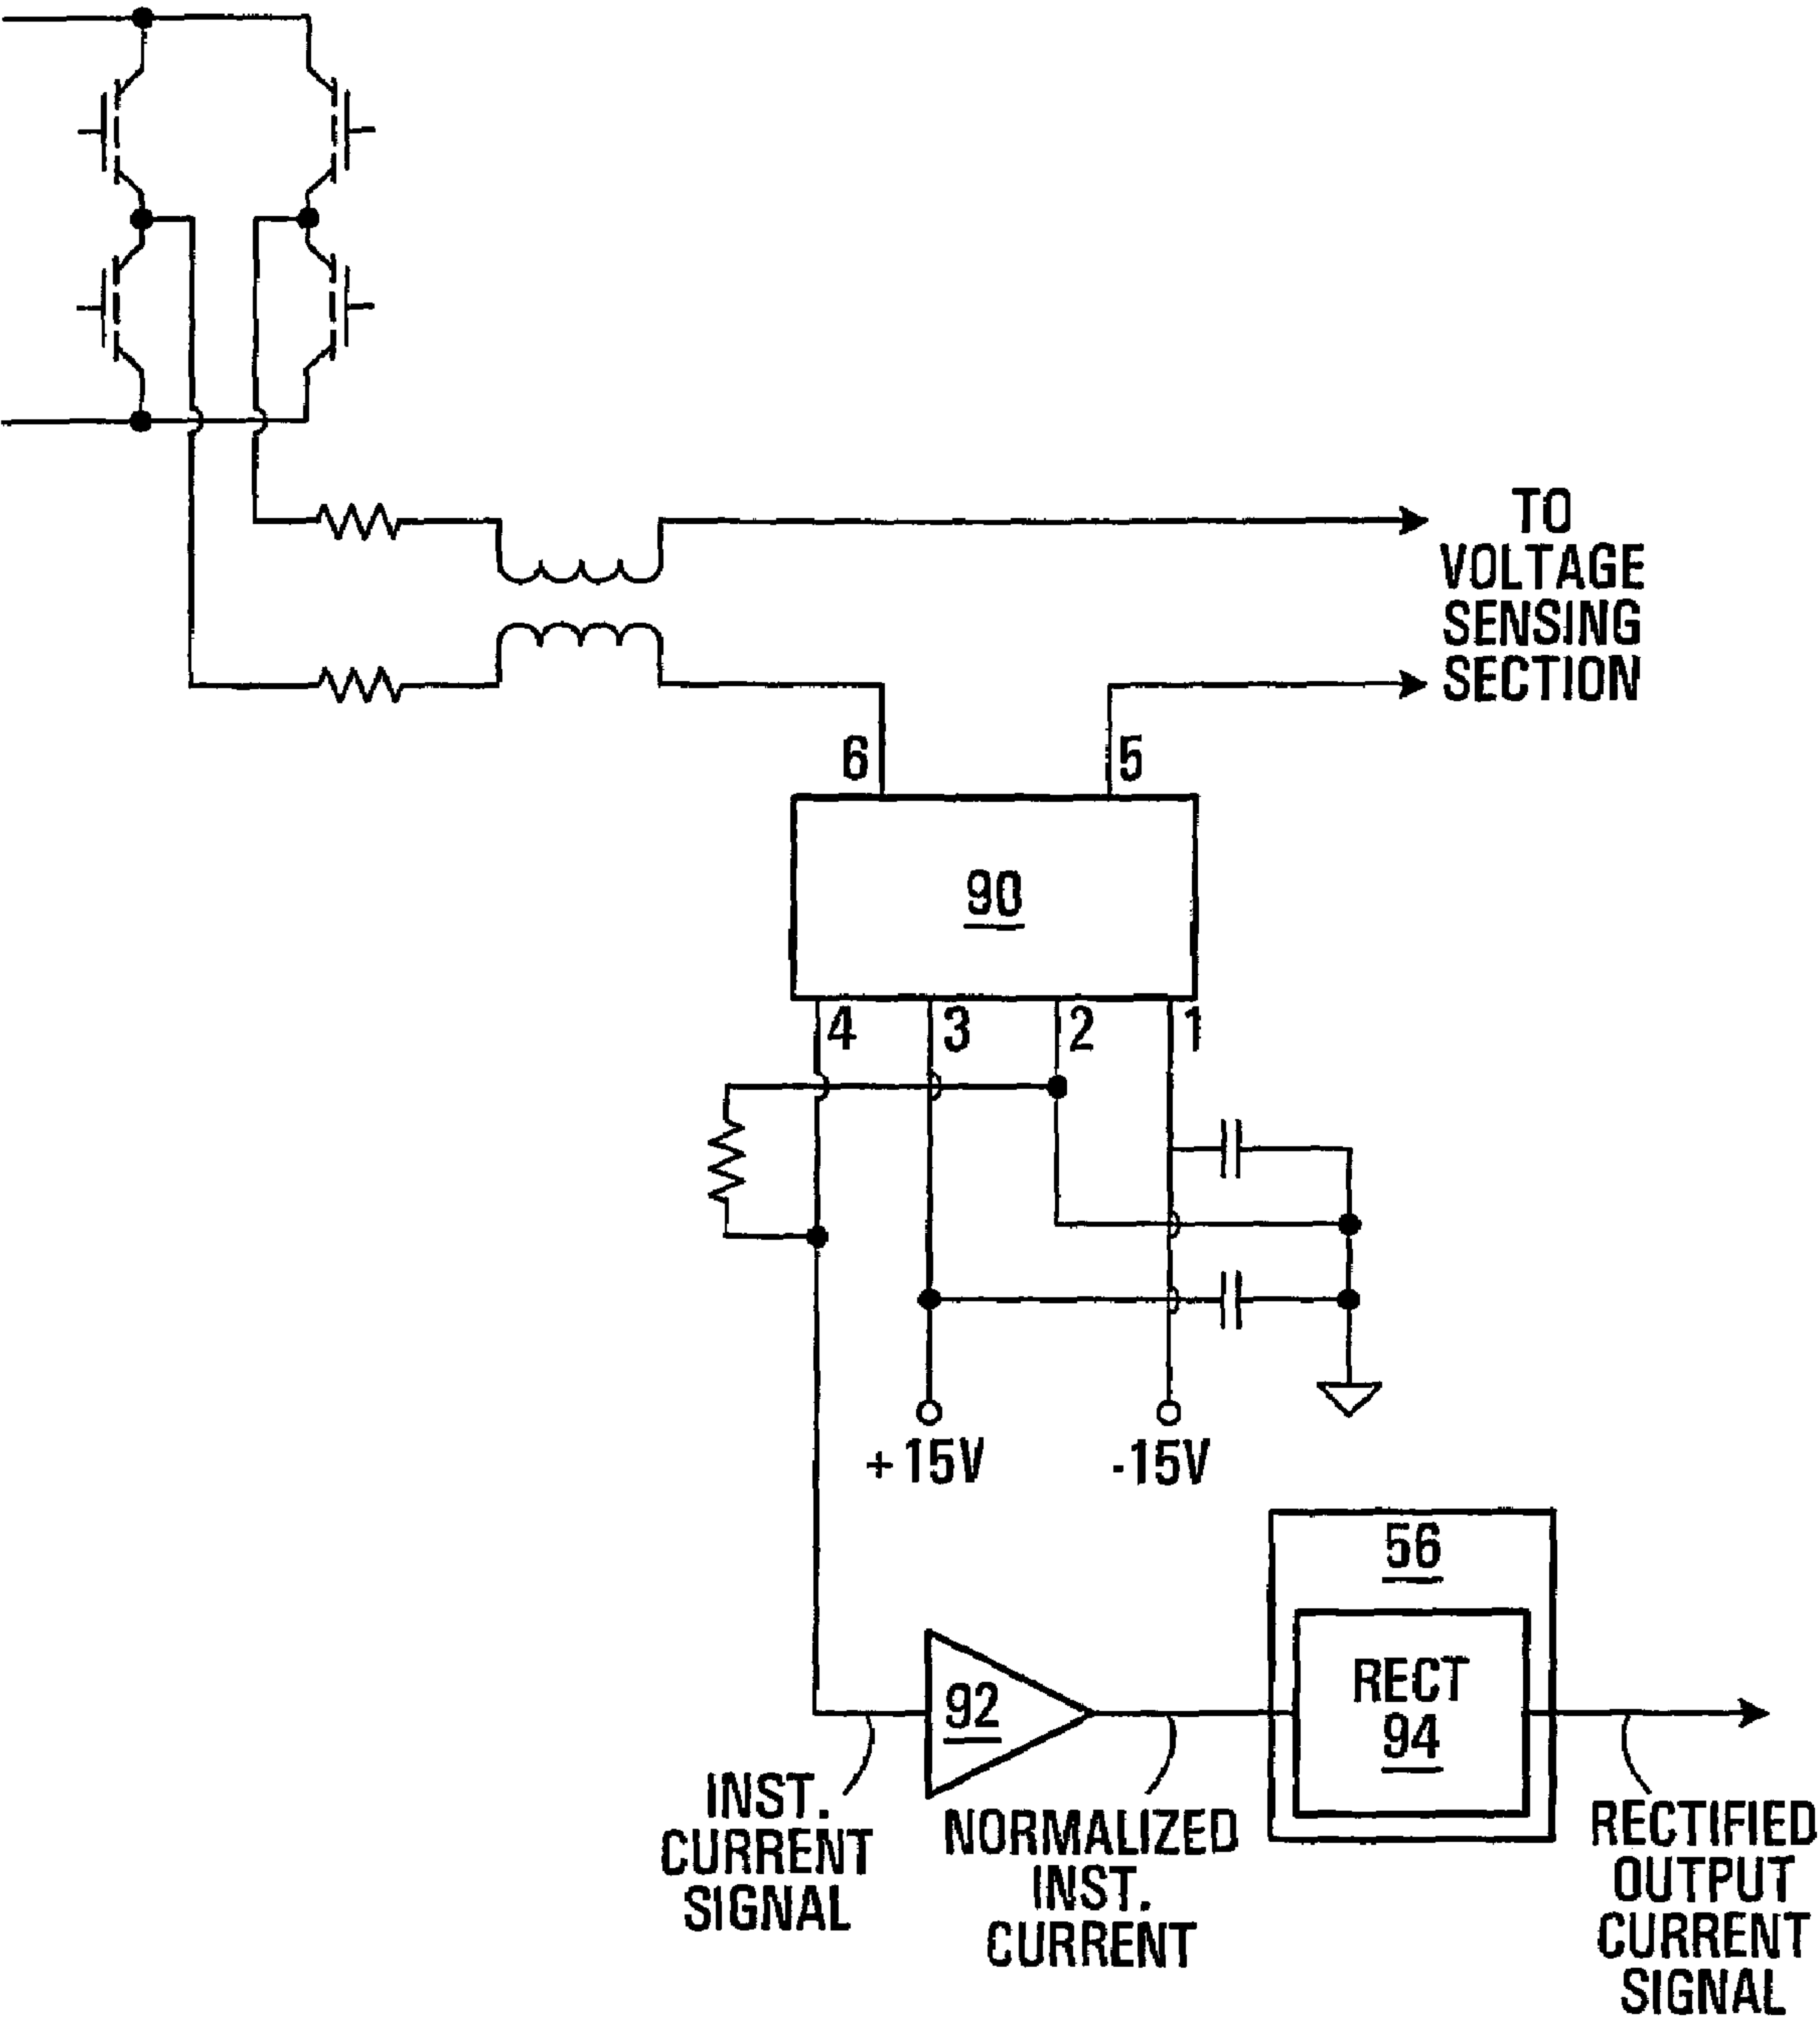 TO
VOLTAGE
SENSING
SECTION
6
5
90
4
3
2
1
+15V
-15V
56
RECT
94
92
INST.
CURRENT
SIGNAL
NORMALIZED
INST.
CURRENT
RECTIFIED
OUTPUT
CURRENT
SIGNAL